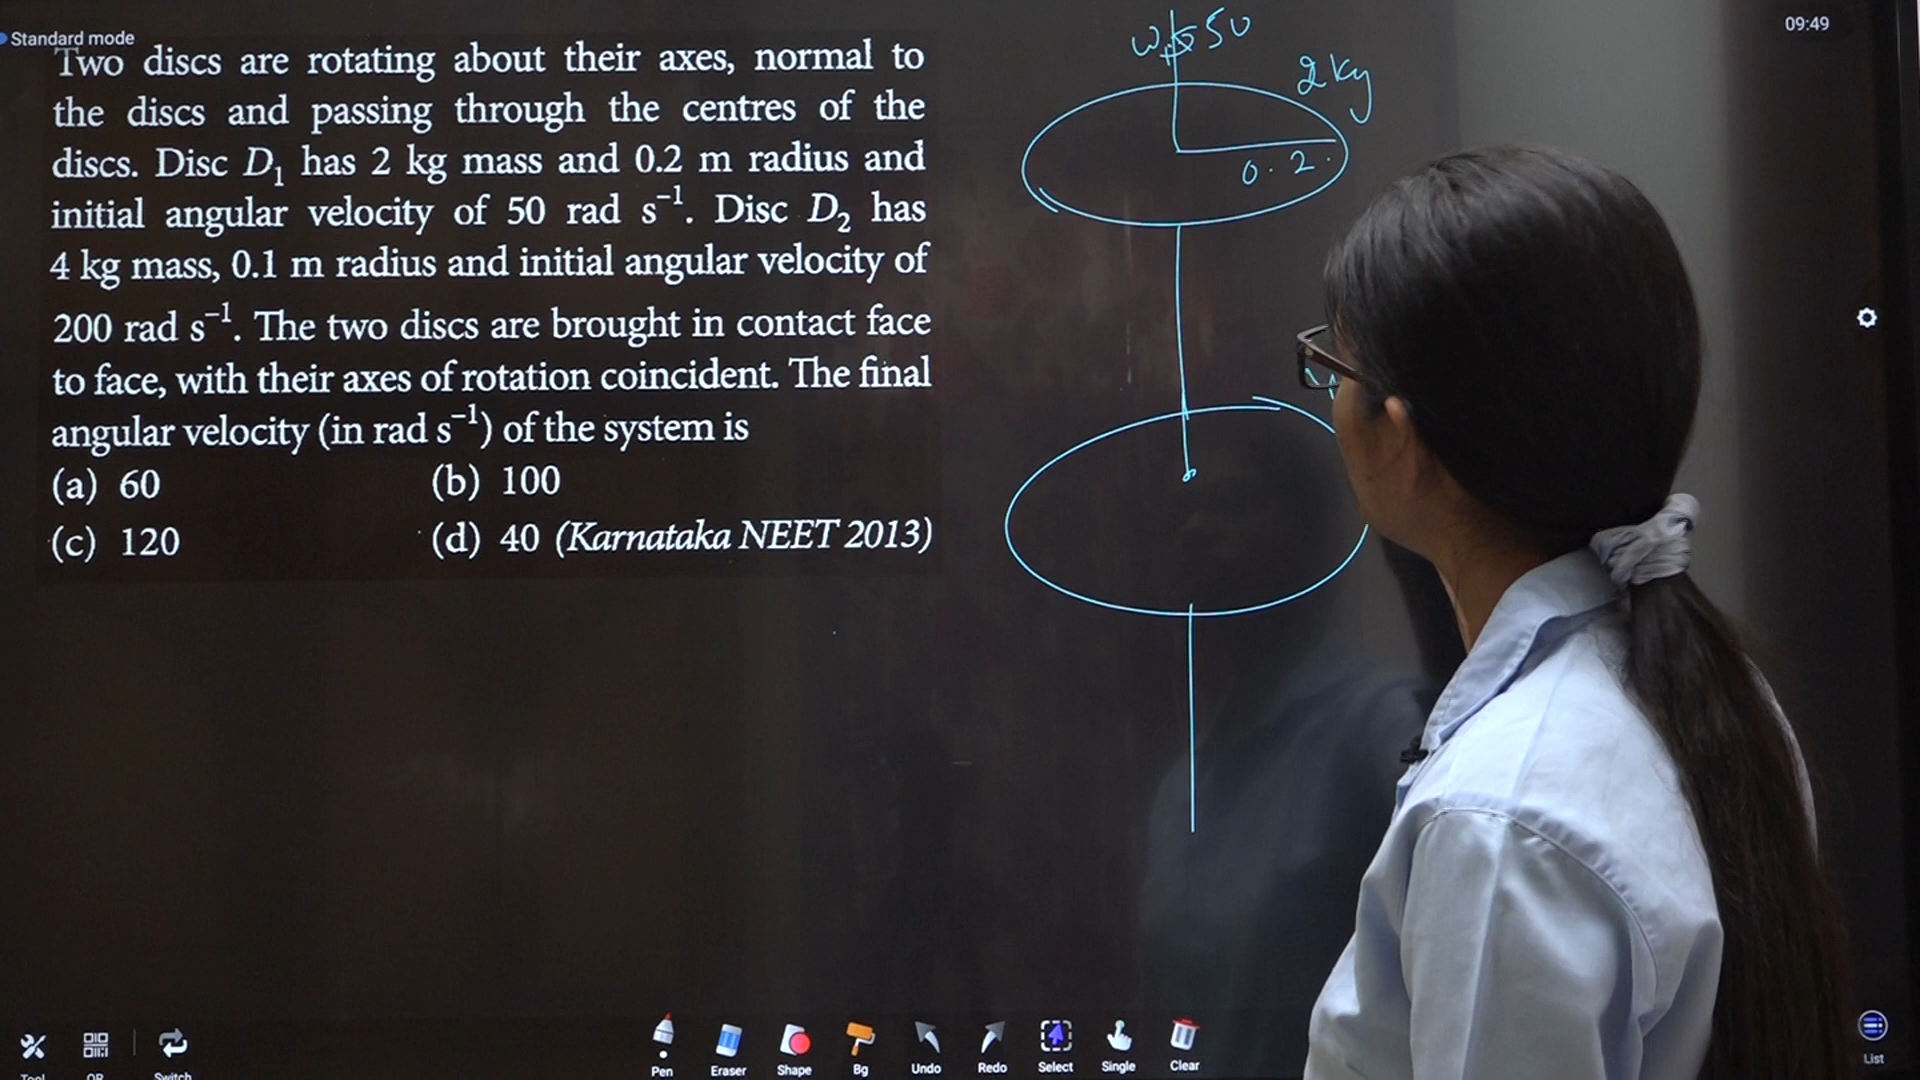 Standard mode
09:49
Two discs are rotating about their axes, normal to
the discs and passing through the centres of the
discs. Disc D₁ has 2 kg mass and 0.2 m radius and
initial angular velocity of 50 rad s⁻¹. Disc D₂ has
4 kg mass, 0.1 m radius and initial angular velocity of
200 rad s⁻¹. The two discs are brought in contact face
to face, with their axes of rotation coincident. The final
angular velocity (in rad s⁻¹) of the system is
(a) 60 (b) 100
(c) 120 (d) 40 (Karnataka NEET 2013)
50
2 kg
0.2
Tool QR Switch Pen Eraser Shape Bg Undo Redo Select Single Clear List